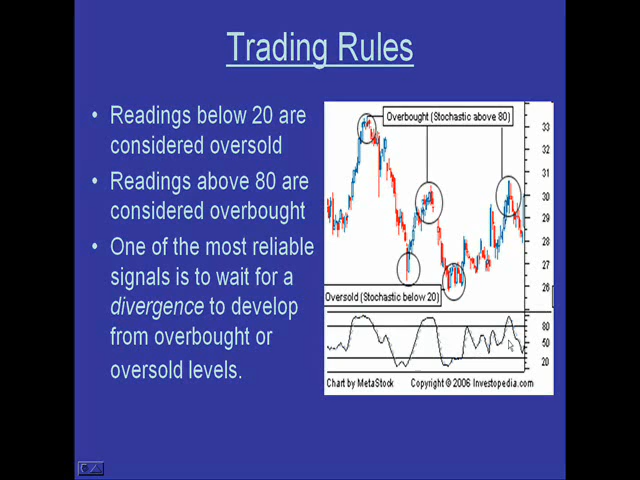 Trading Rules
• Readings below 20 are
considered oversold
• Readings above 80 are
considered overbought
• One of the most reliable
signals is to wait for a
divergence to develop
from overbought or
oversold levels.
Overbought (Stochastic above 80)
33
32
30
29
28
27
26
Oversold (Stochastic below 20)
80
50
20
Chart by MetaStock Copyright © 2006 Investopedia.com